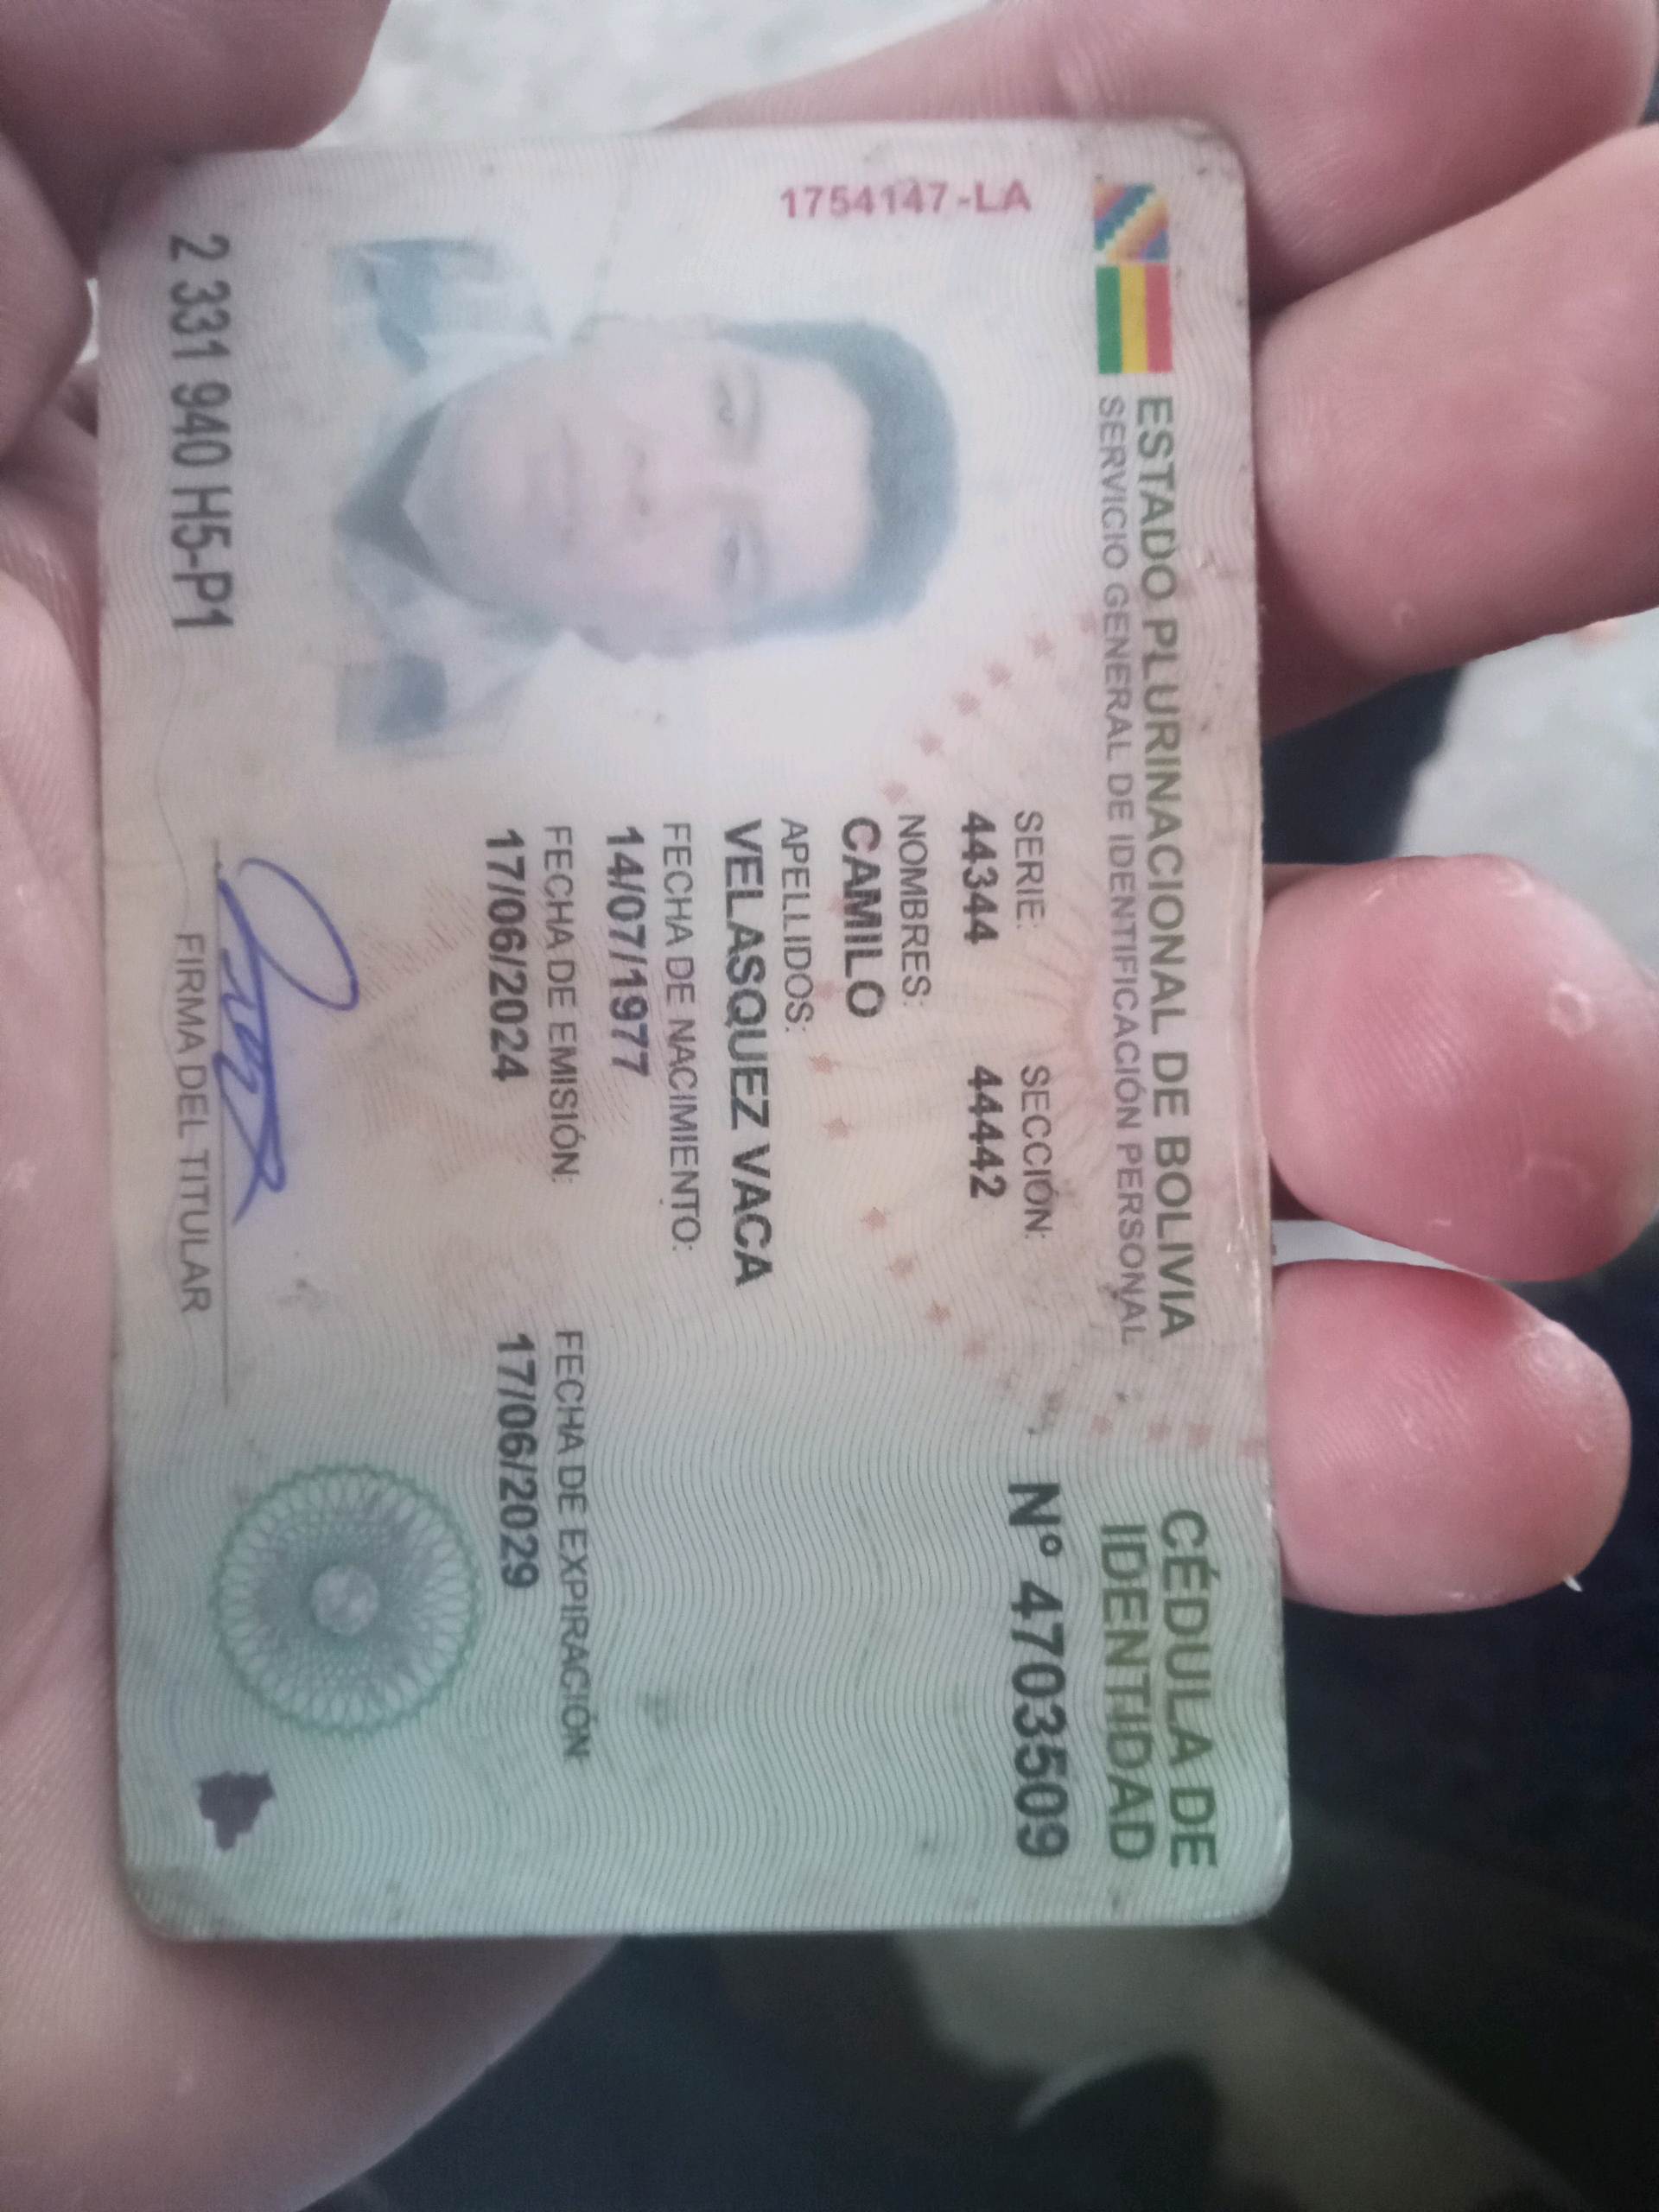 ESTADO PLURINACIONAL DE BOLIVIA
SERVICIO GENERAL DE IDENTIFICACIÓN PERSONAL
CÉDULA DE
IDENTIDAD
1754147-LA
SERIE: SECCIÓN:
44344 44442 N° 47035509
NOMBRES:
CAMILO
APELLIDOS:
VELASQUEZ VACA
FECHA DE NACIMIENTO:
14/07/1977
FECHA DE EMISIÓN: FECHA DE EXPIRACIÓN
17/06/2024 17/06/2029
2 331 940 H5-P1
FIRMA DEL TITULAR